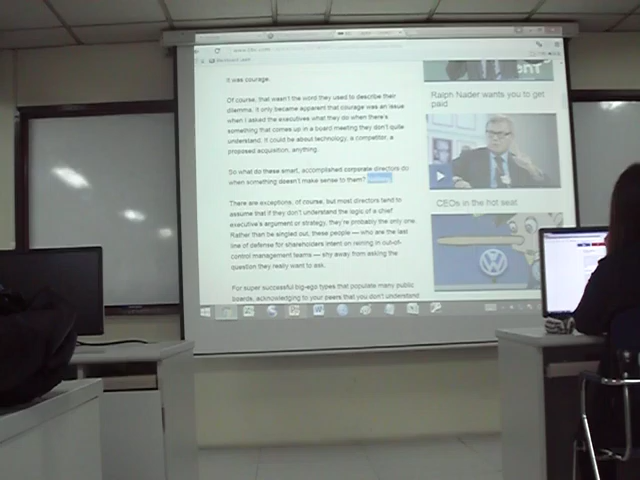 It was courage.
Of course, that wasn't the word they used to describe their
dilemma, it only became apparent that courage was an issue
when I asked the executives what they do when there's
something that comes up in a board meeting they don't quite
understand. It could be about technology, a competitor, a
proposed acquisition, anything.
So what do these smart, accomplished corporate directors do
when something doesn't make sense to them?
There are exceptions, of course, but most directors tend to
assume that if they don't understand the logic of a chief
executive's argument or strategy, they're probably the only one.
Rather than be singled out, these people — who are the last
line of defense for shareholders intent on reining in out-of-
control management teams — shy away from asking the
question they really want to ask.
For super successful big-ego types that populate many public
boards, acknowledging to your peers that you don't understand
Ralph Nader wants you to get
paid
CEOs in the hot seat